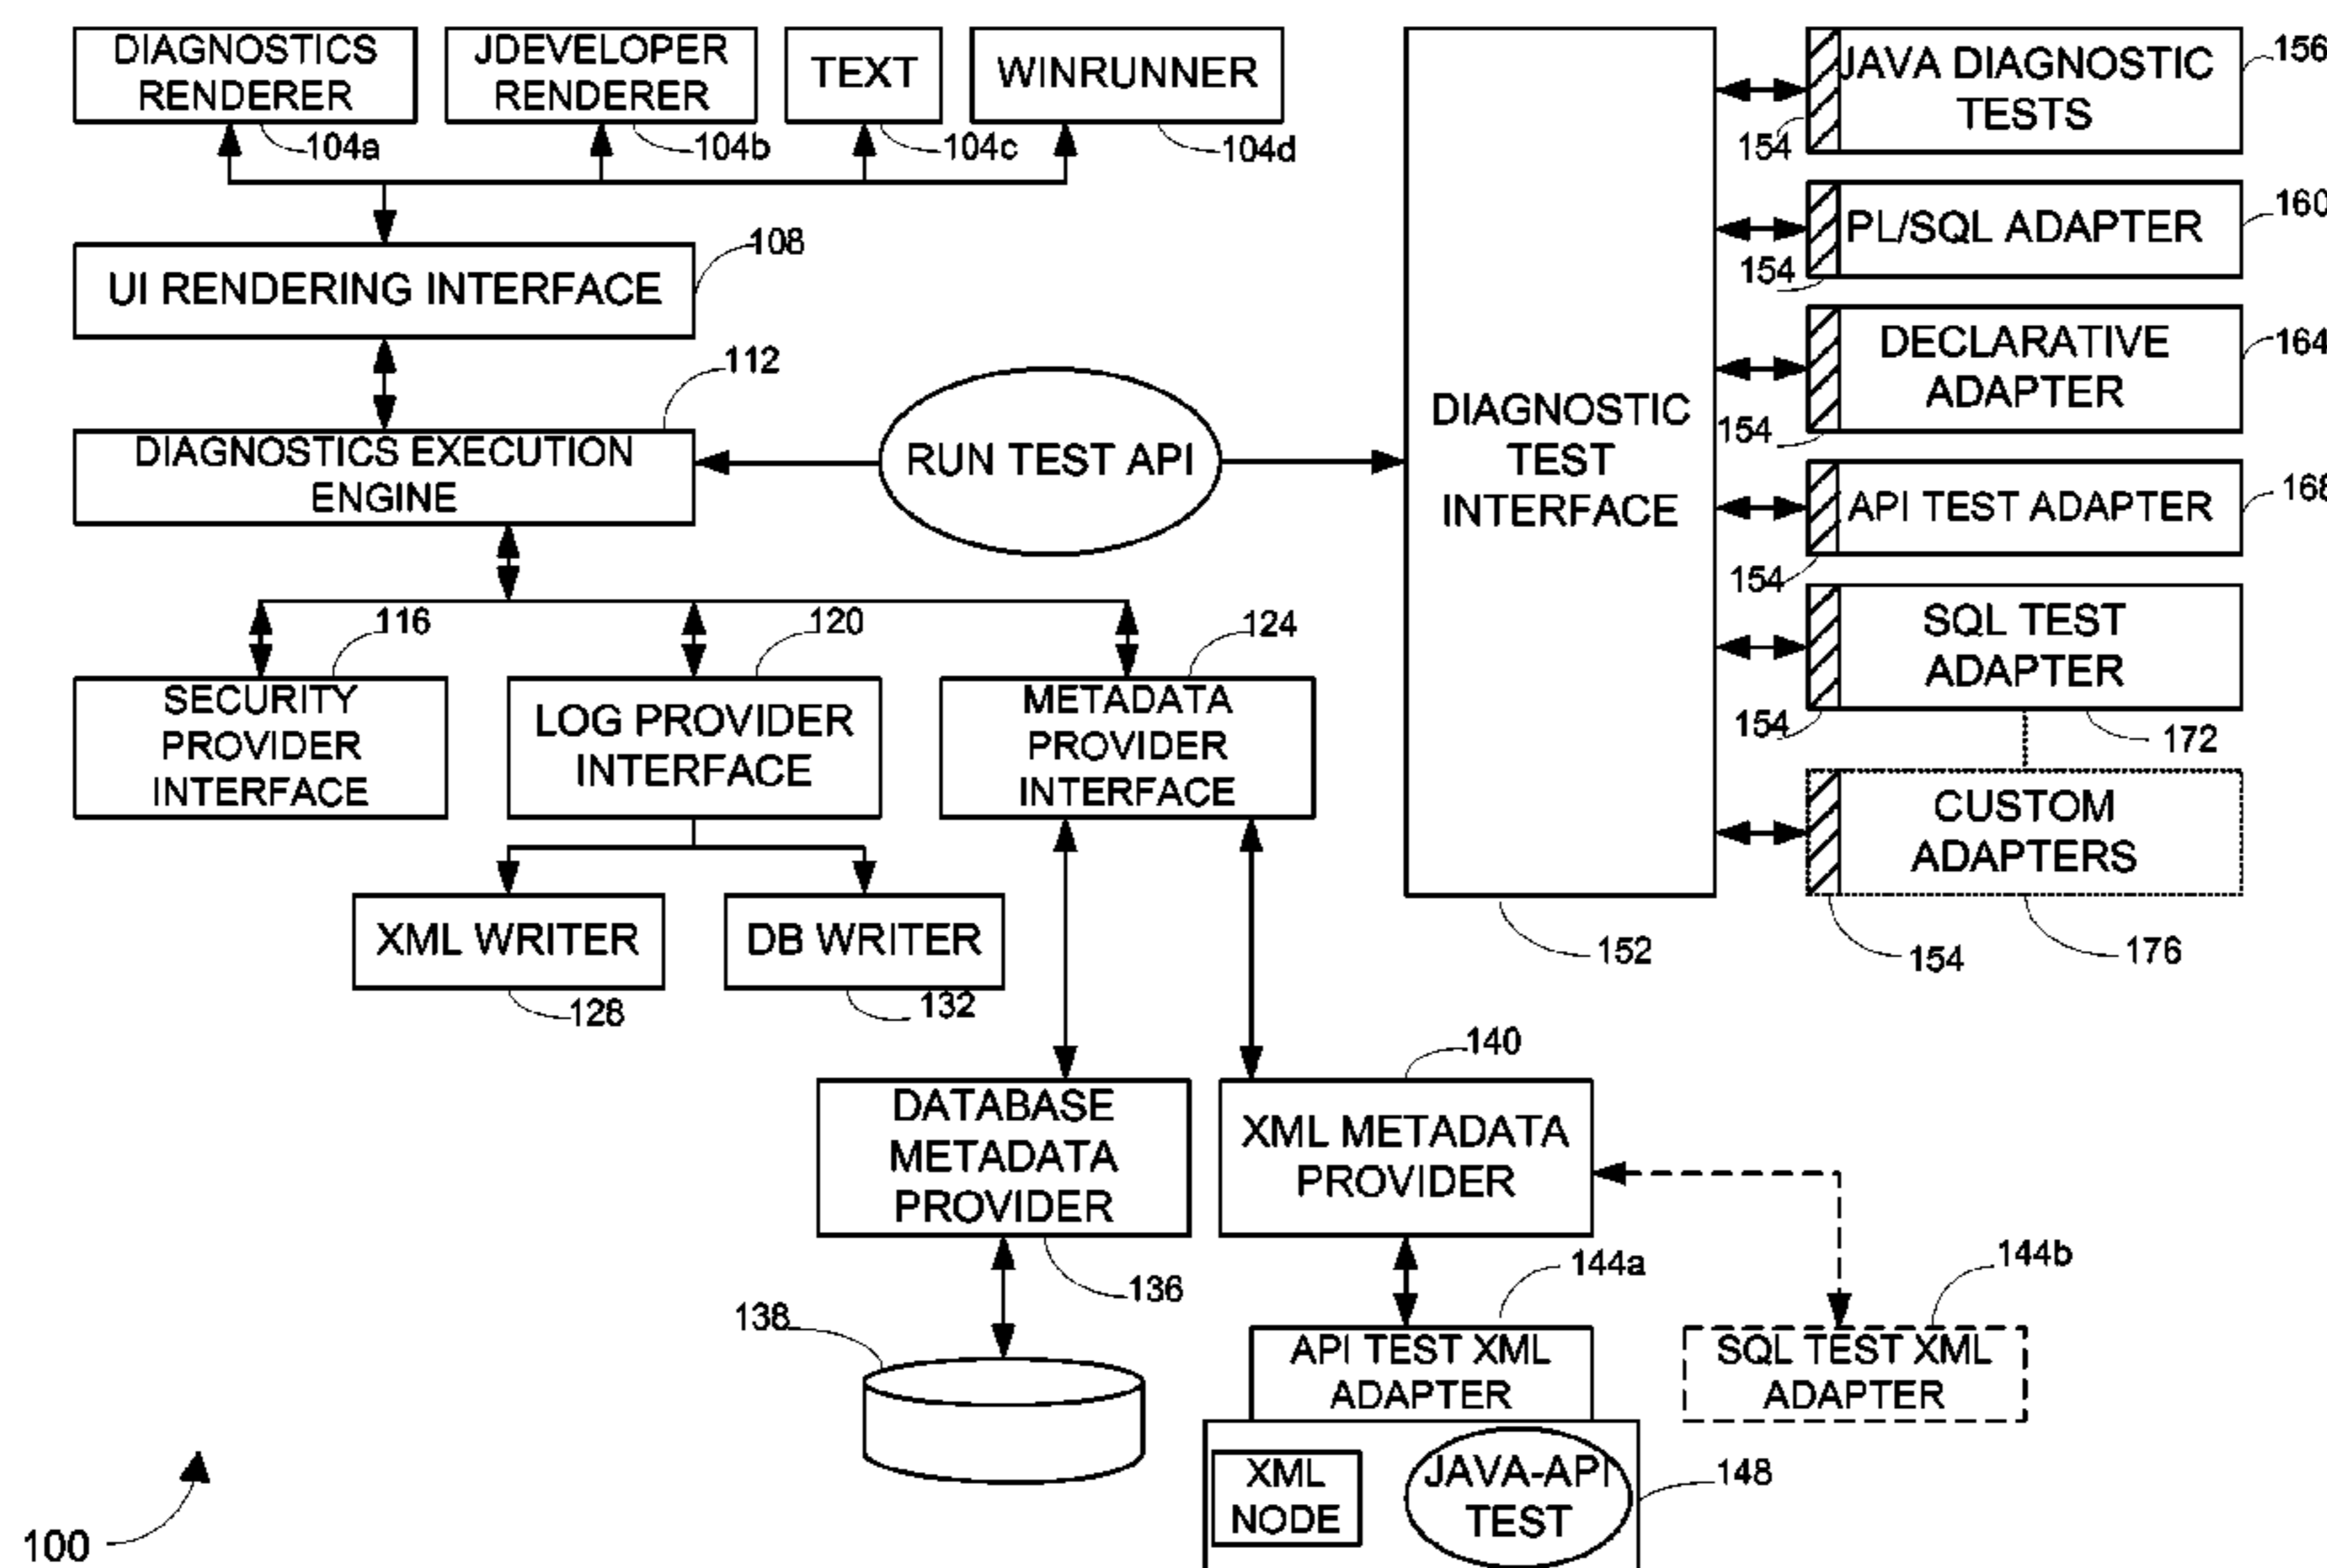 DIAGNOSTICS
RENDERER
104a
JDEVELOPER
RENDERER
104b
TEXT
104c
WINRUNNER
104d
UI RENDERING INTERFACE
108
DIAGNOSTICS EXECUTION
ENGINE
112
RUN TEST API
SECURITY
PROVIDER
INTERFACE
116
LOG PROVIDER
INTERFACE
120
METADATA
PROVIDER
INTERFACE
124
XML WRITER
128
DB WRITER
132
DATABASE
METADATA
PROVIDER
136
138
XML METADATA
PROVIDER
140
API TEST XML
ADAPTER
144a
SQL TEST XML
ADAPTER
144b
XML
NODE
JAVA-API
TEST
148
DIAGNOSTIC
TEST
INTERFACE
152
JAVA DIAGNOSTIC
TESTS
156
154
PL/SQL ADAPTER
160
154
DECLARATIVE
ADAPTER
164
154
API TEST ADAPTER
168
154
SQL TEST
ADAPTER
154
172
CUSTOM
ADAPTERS
154
176
100